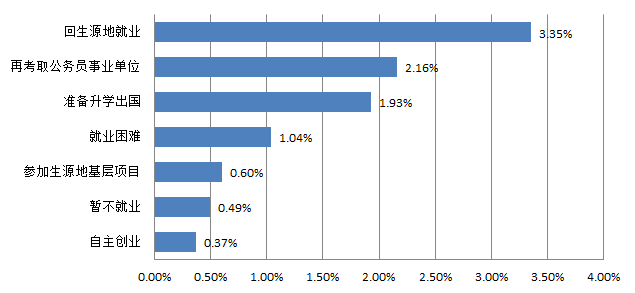 回生源地就业 3.35%
再考取公务员事业单位 2.16%
准备升学出国 1.93%
就业困难 1.04%
参加生源地基层项目 0.60%
暂不就业 0.49%
自主创业 0.37%
0.00% 0.50% 1.00% 1.50% 2.00% 2.50% 3.00% 3.50% 4.00%